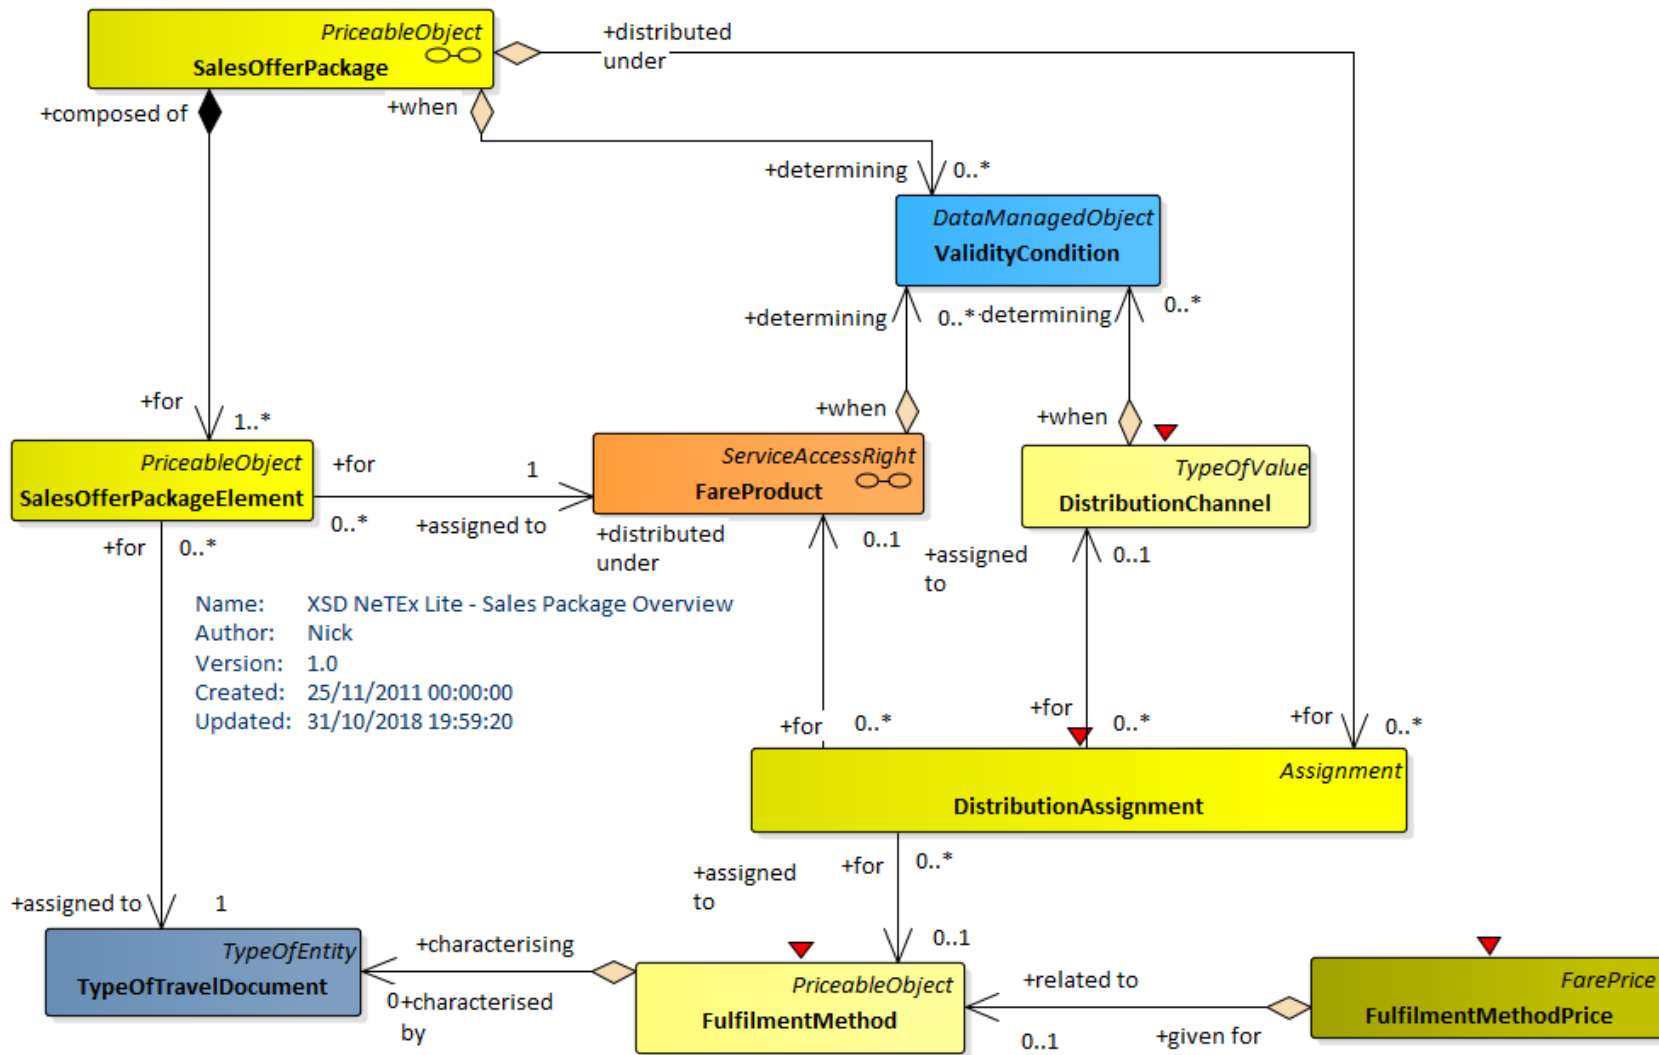 PriceableObject
SalesOfferPackage
+distributed
under
+composed of
+when
+determining
0..*
DataManagedObject
ValidityCondition
+determining
0..*
determining
0..*
+for
1..*
+when
+when
PriceableObject
SalesOfferPackageElement
+for
1
0..*
+assigned to
ServiceAccessRight
FareProduct
TypeOfValue
DistributionChannel
+for
0..*
+distributed
under
0..1
+assigned
to
0..1
Name: XSD NeTEx Lite - Sales Package Overview
Author: Nick
Version: 1.0
Created: 25/11/2011 00:00:00
Updated: 31/10/2018 19:59:20
+for
0..*
+for
0..*
+for
0..*
Assignment
DistributionAssignment
+assigned
to
+for
0..*
+assigned to
1
0..1
TypeOfEntity
TypeOfTravelDocument
+characterising
0
+characterised
by
PriceableObject
FulfilmentMethod
+related to
0..1
+given for
FarePrice
FulfilmentMethodPrice